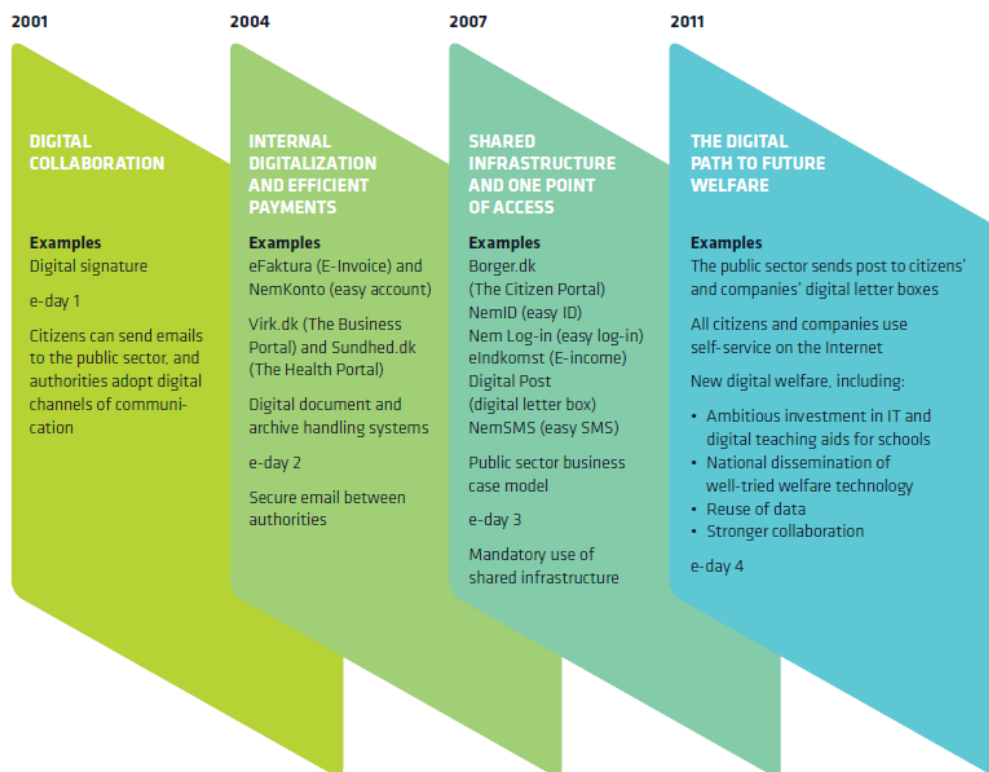 2001
DIGITAL
COLLABORATION
Examples
Digital signature
e-day 1
Citizens can send emails
to the public sector, and
authorities adopt digital
channels of communi-
cation
2004
INTERNAL
DIGITALIZATION
AND EFFICIENT
PAYMENTS
Examples
eFaktura (E-Invoice) and
NemKonto (easy account)
Virk.dk (The Business
Portal) and Sundhed.dk
(The Health Portal)
Digital document and
archive handling systems
e-day 2
Secure email between
authorities
2007
SHARED
INFRASTRUCTURE
AND ONE POINT
OF ACCESS
Examples
Borger.dk
(The Citizen Portal)
NemID (easy ID)
Nem Log-in (easy log-in)
eIndkomst (E-income)
Digital Post
(digital letter box)
NemSMS (easy SMS)
Public sector business
case model
e-day 3
Mandatory use of
shared infrastructure
2011
THE DIGITAL
PATH TO FUTURE
WELFARE
Examples
The public sector sends post to citizens'
and companies' digital letter boxes
All citizens and companies use
self-service on the Internet
New digital welfare, including:
• Ambitious investment in IT and
digital teaching aids for schools
• National dissemination of
well-tried welfare technology
• Reuse of data
• Stronger collaboration
e-day 4